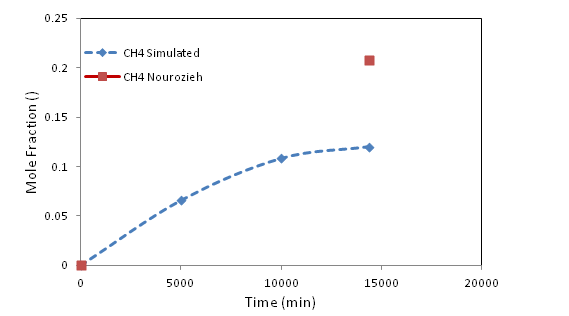 0.25
0.2
0.15
0.1
0.05
0
Mole Fraction ()
CH4 Simulated
CH4 Nourozieh
0 5000 10000 15000 20000
Time (min)